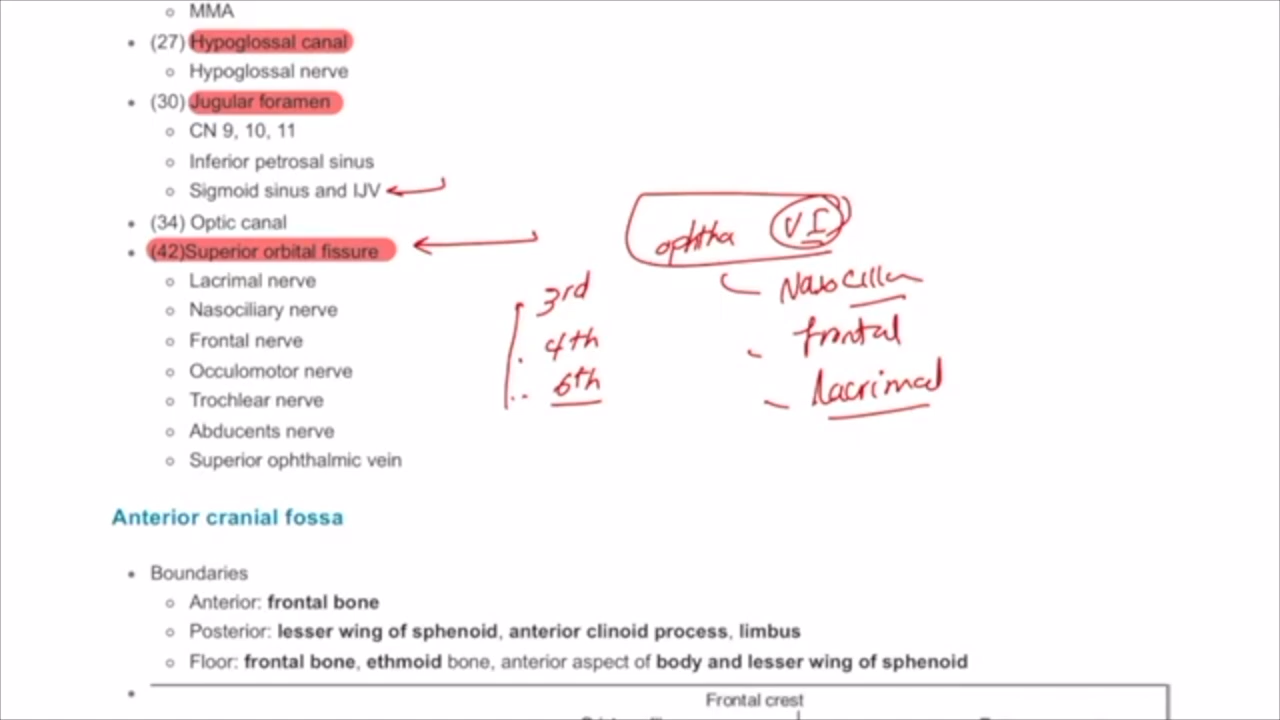 MMA
(27) Hypoglossal canal
Hypoglossal nerve
(30) Jugular foramen
CN 9, 10, 11
Inferior petrosal sinus
Sigmoid sinus and IJV
(34) Optic canal
(42)Superior orbital fissure
Lacrimal nerve
Nasociliary nerve
Frontal nerve
Occulomotor nerve
Trochlear nerve
Abducents nerve
Superior ophthalmic vein
ophtha V I
3rd
4th
6th
Frontal
Lacrimal
Anterior cranial fossa
Boundaries
Anterior: frontal bone
Posterior: lesser wing of sphenoid, anterior clinoid process, limbus
Floor: frontal bone, ethmoid bone, anterior aspect of body and lesser wing of sphenoid
Frontal crest